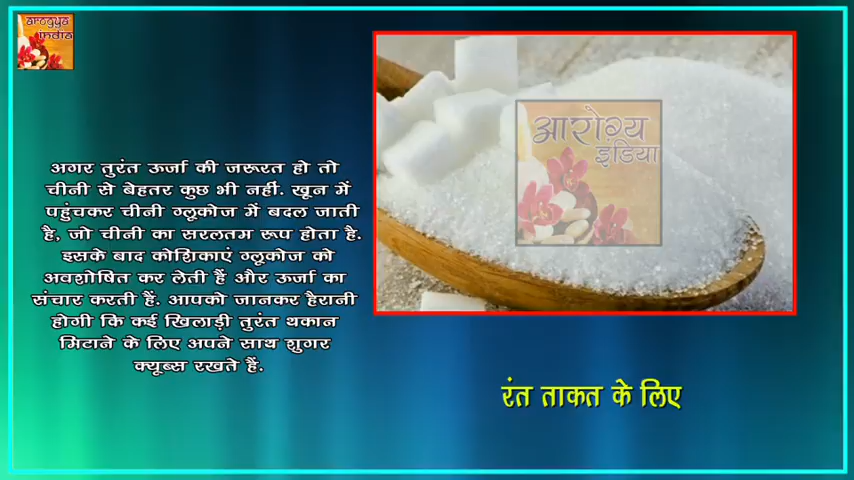 आरोग्य
इंडिया
आरोग्य
इंडिया
अगर तुरंत ऊर्जा की जरूरत हो तो
चीनी से बेहतर कुछ भी नहीं. खून में
पहुंचकर चीनी ग्लूकोज में बदल जाती
है, जो चीनी का सरलतम रूप होता है.
इसके बाद कोशिकाएं ग्लूकोज को
अवशोषित कर लेती हैं और ऊर्जा का
संचार करती हैं. आपको जानकर हैरानी
होगी कि कई खिलाड़ी तुरंत थकान
मिटाने के लिए अपने साथ शुगर
क्यूब्स रखते हैं.
रंत ताकत के लिए